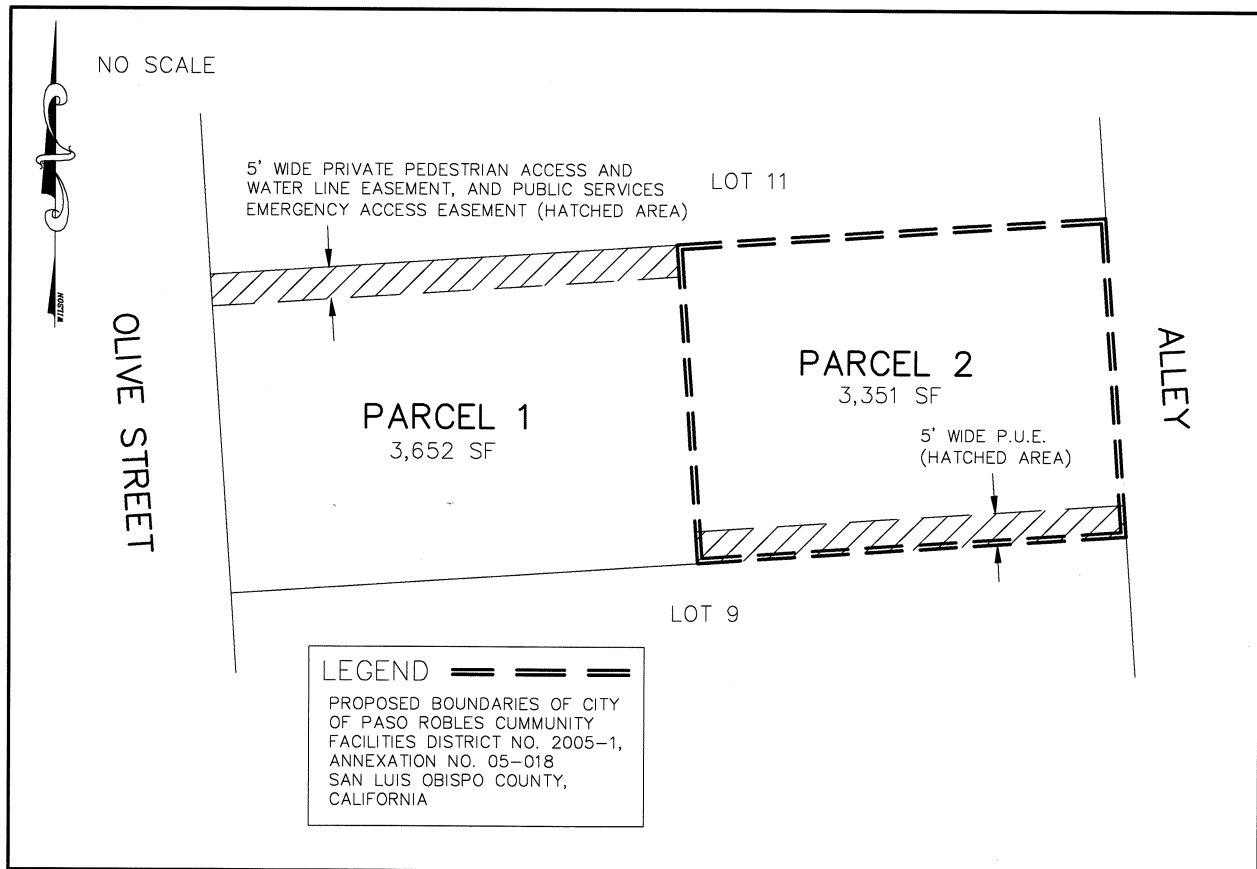 NO SCALE
WILSON
5' WIDE PRIVATE PEDESTRIAN ACCESS AND
WATER LINE EASEMENT, AND PUBLIC SERVICES
EMERGENCY ACCESS EASEMENT (HATCHED AREA)
LOT 11
OLIVE STREET
PARCEL 1
3,652 SF
PARCEL 2
3,351 SF
5' WIDE P.U.E.
(HATCHED AREA)
ALLEY
LOT 9
LEGEND
PROPOSED BOUNDARIES OF CITY
OF PASO ROBLES CUMMUNITY
FACILITIES DISTRICT NO. 2005-1,
ANNEXATION NO. 05-018
SAN LUIS OBISPO COUNTY,
CALIFORNIA